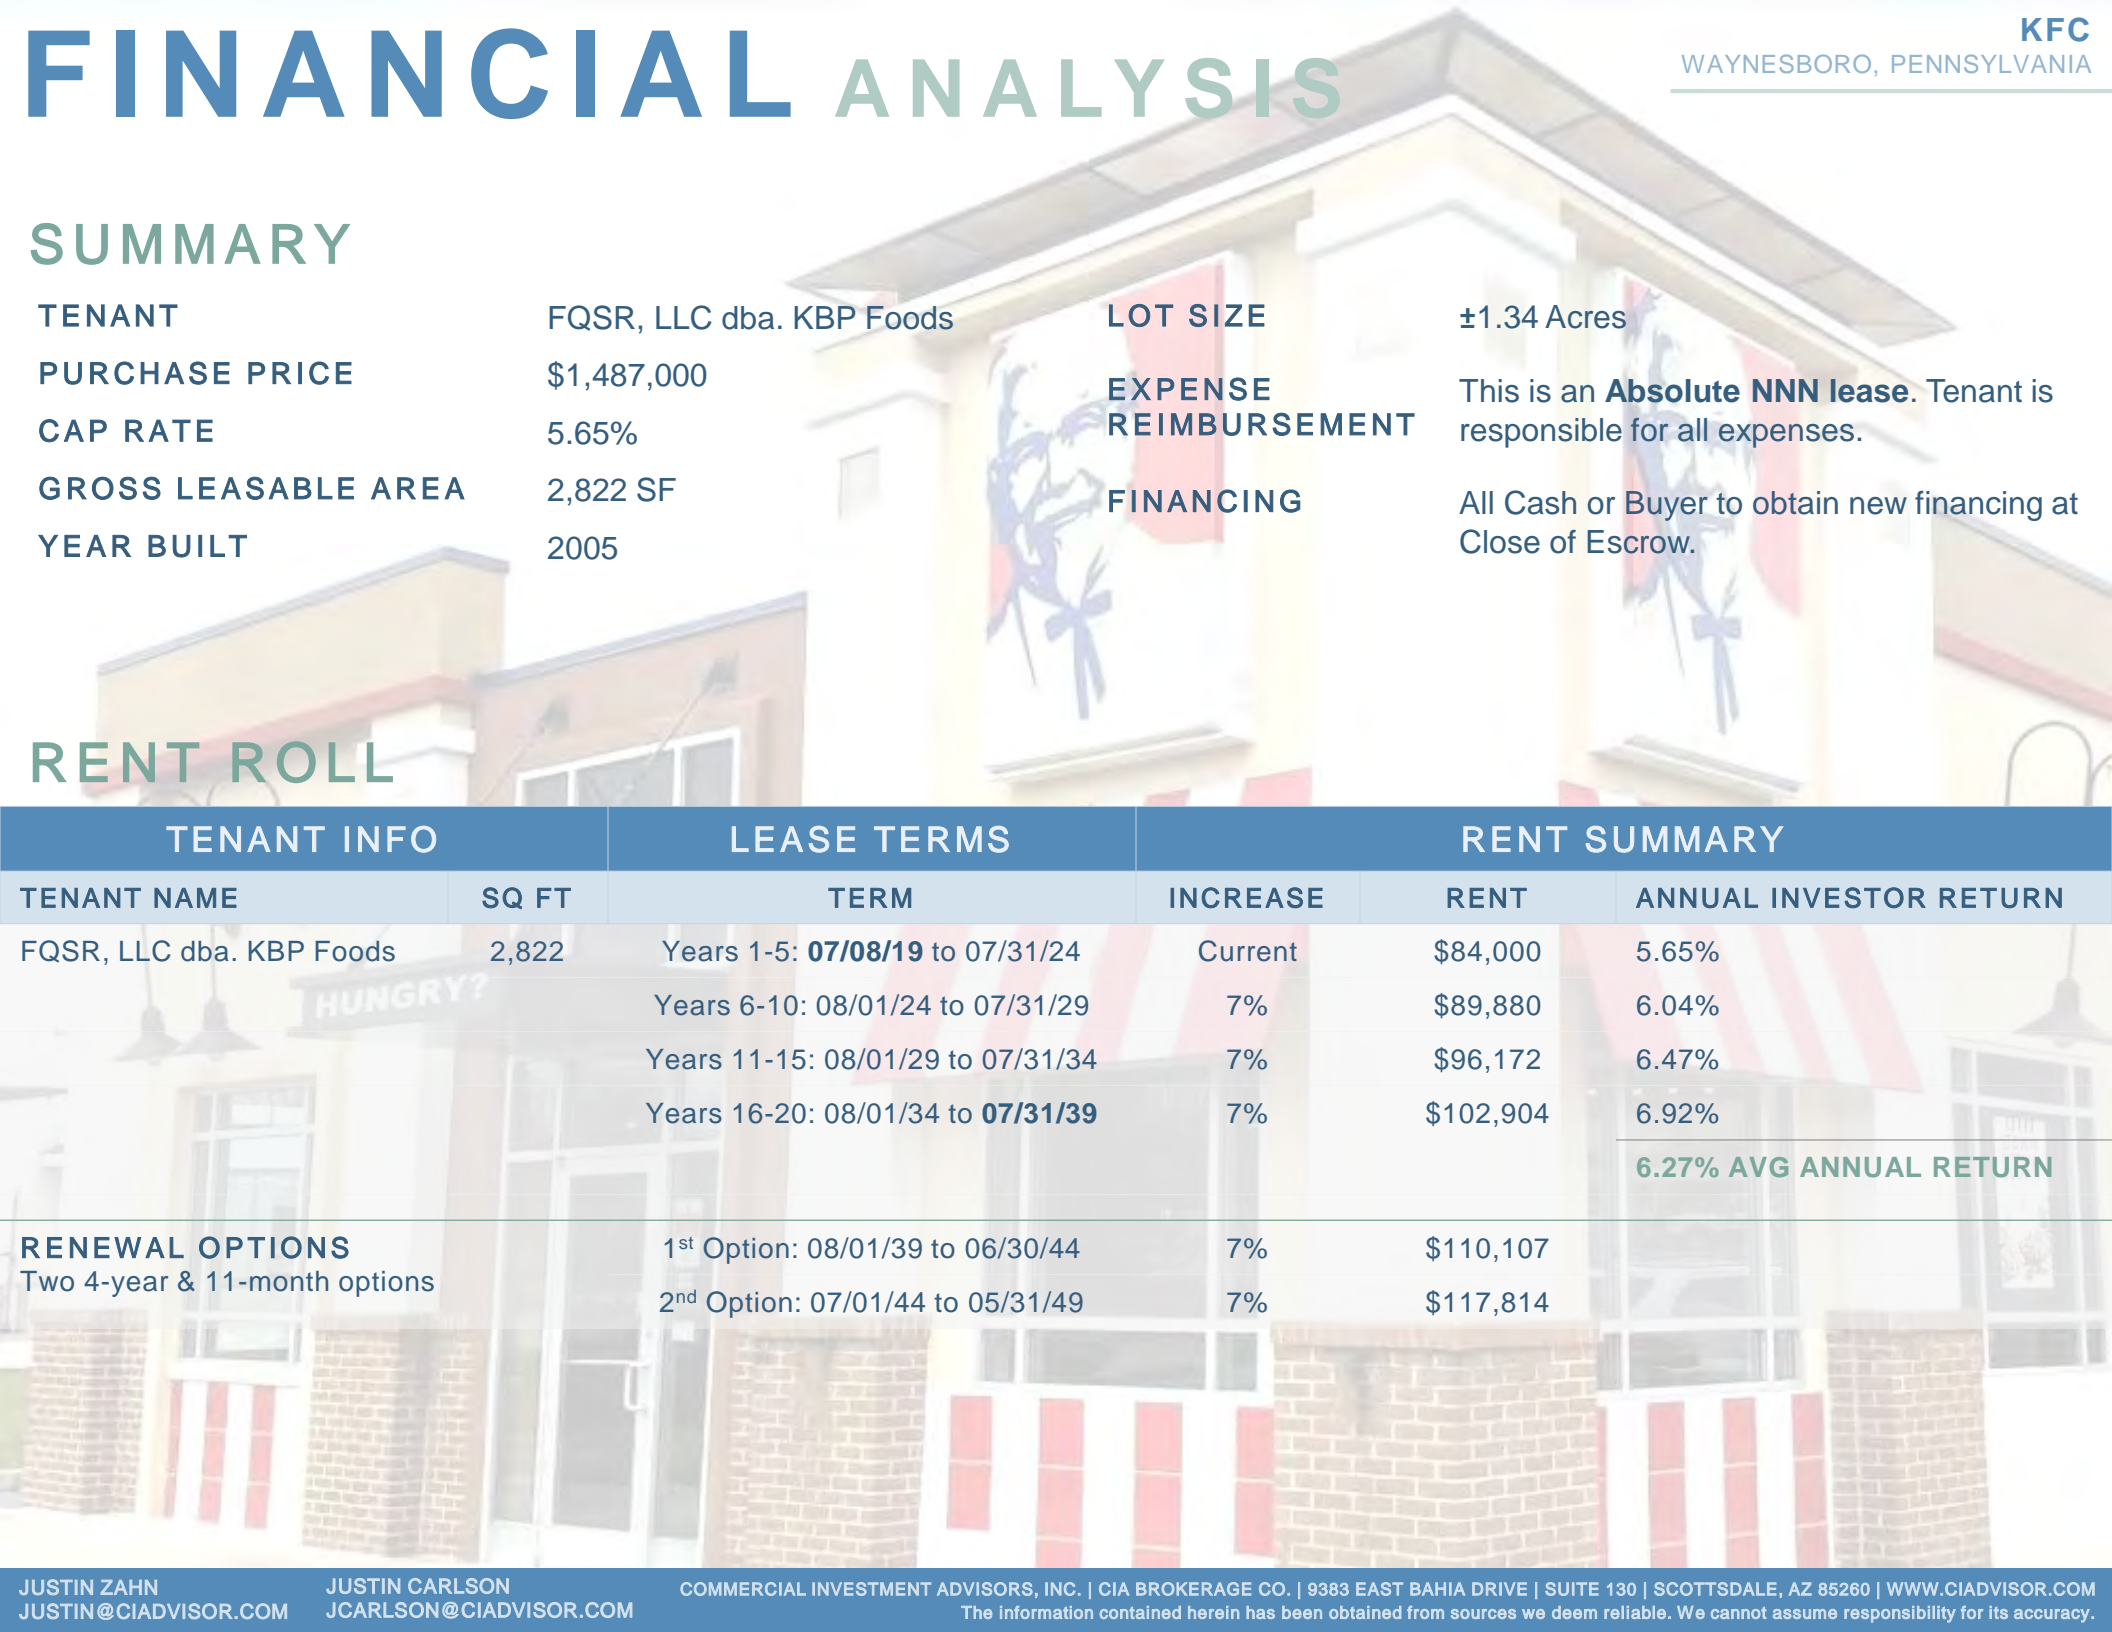 FINANCIAL ANALYSIS
KFC
WAYNESBORO, PENNSYLVANIA
SUMMARY
TENANT FQSR, LLC dba. KBP Foods
PURCHASE PRICE $1,487,000
CAP RATE 5.65%
GROSS LEASABLE AREA 2,822 SF
YEAR BUILT 2005
LOT SIZE ±1.34 Acres
EXPENSE
REIMBURSEMENT
This is an Absolute NNN lease. Tenant is
responsible for all expenses.
FINANCING
All Cash or Buyer to obtain new financing at
Close of Escrow.
RENT ROLL
TENANT INFO LEASE TERMS RENT SUMMARY
TENANT NAME SQ FT TERM INCREASE RENT ANNUAL INVESTOR RETURN
FQSR, LLC dba. KBP Foods 2,822 Years 1-5: 07/08/19 to 07/31/24 Current $84,000 5.65%
HUNGRY?
Years 6-10: 08/01/24 to 07/31/29 7% $89,880 6.04%
Years 11-15: 08/01/29 to 07/31/34 7% $96,172 6.47%
Years 16-20: 08/01/34 to 07/31/39 7% $102,904 6.92%
6.27% AVG ANNUAL RETURN
RENEWAL OPTIONS
Two 4-year & 11-month options
1st Option: 08/01/39 to 06/30/44 7% $110,107
2nd Option: 07/01/44 to 05/31/49 7% $117,814
JUSTIN ZAHN
JUSTIN@CIADVISOR.COM
JUSTIN CARLSON
JCARLSON@CIADVISOR.COM
COMMERCIAL INVESTMENT ADVISORS, INC. | CIA BROKERAGE CO. | 9383 EAST BAHIA DRIVE | SUITE 130 | SCOTTSDALE, AZ 85260 | WWW.CIADVISOR.COM
The information contained herein has been obtained from sources we deem reliable. We cannot assume responsibility for its accuracy.